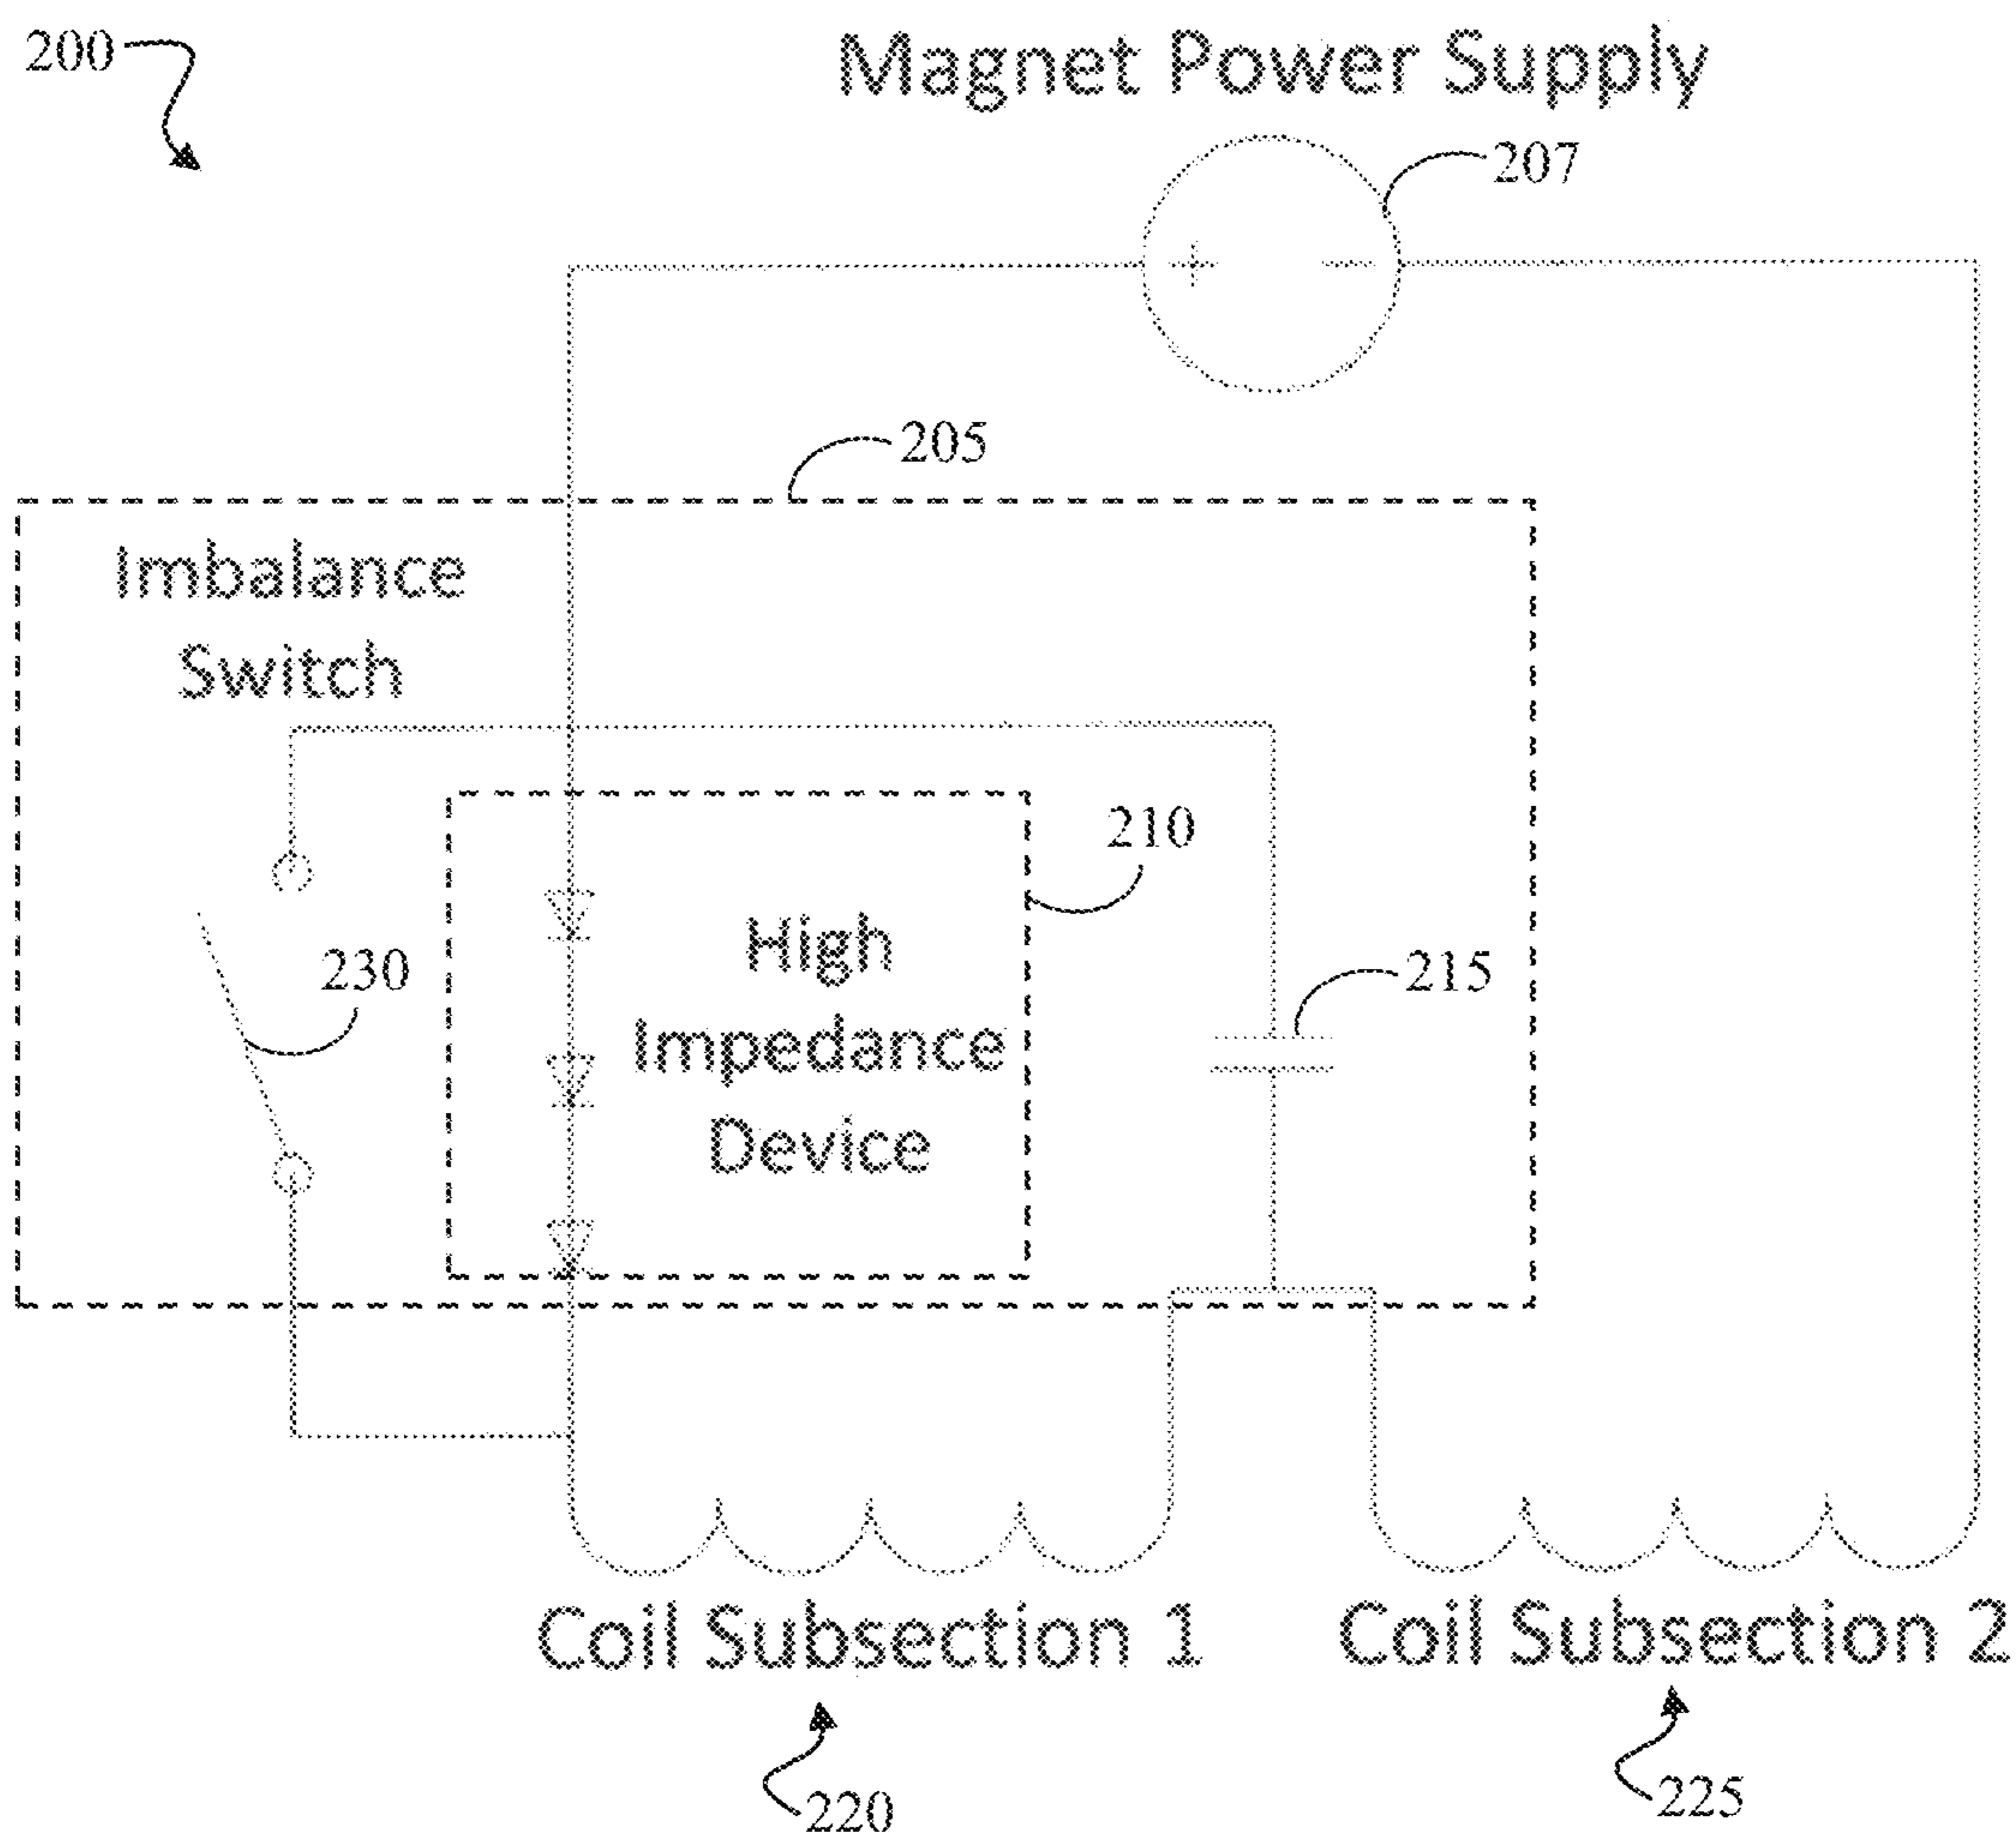 200
Magnet Power Supply
207
+ −
205
Imbalance
Switch
210
High
Impedance
Device
230
215
Coil Subsection 1
Coil Subsection 2
220
225